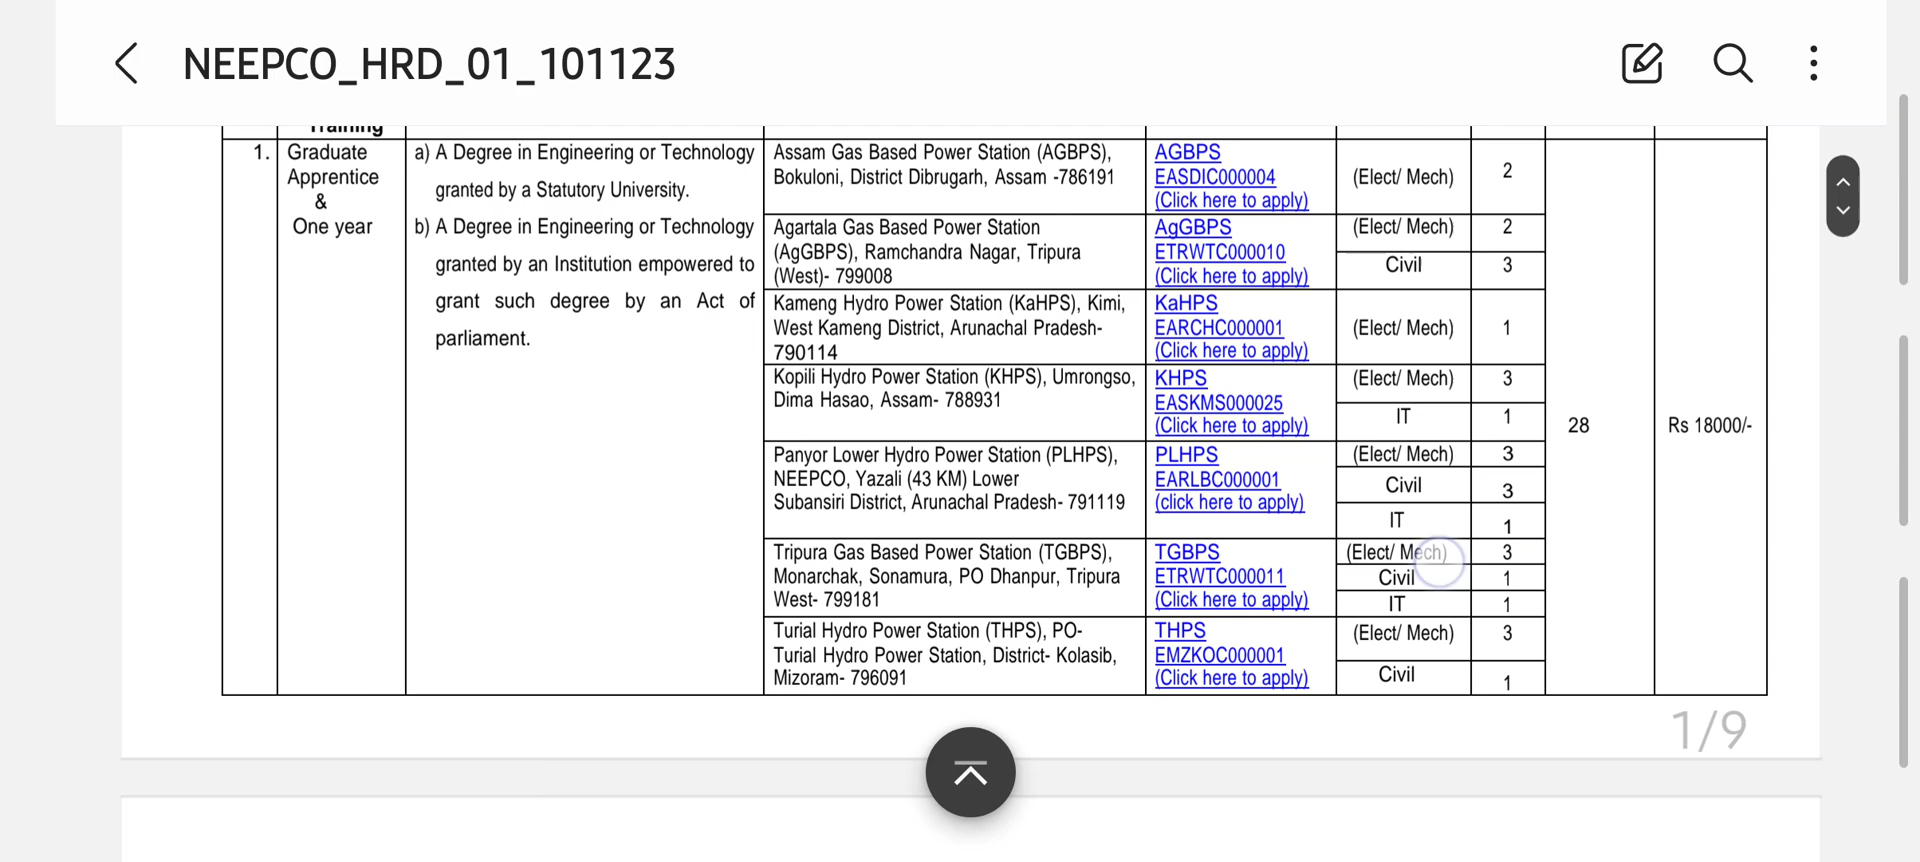 NEEPCO_HRD_01_101123
Training
1. Graduate
Apprentice
&
One year
a) A Degree in Engineering or Technology
granted by a Statutory University.
b) A Degree in Engineering or Technology
granted by an Institution empowered to
grant such degree by an Act of
parliament.
Assam Gas Based Power Station (AGBPS),
Bokuloni, District Dibrugarh, Assam -786191
AGBPS
EASDIC000004
(Click here to apply)
(Elect/ Mech) 2
Agartala Gas Based Power Station
(AgGBPS), Ramchandra Nagar, Tripura
(West)- 799008
AgGBPS
ETRWTC000010
(Click here to apply)
(Elect/ Mech) 2
Civil 3
Kameng Hydro Power Station (KaHPS), Kimi,
West Kameng District, Arunachal Pradesh-
790114
KaHPS
EARCHC000001
(Click here to apply)
(Elect/ Mech) 1
Kopili Hydro Power Station (KHPS), Umrongso,
Dima Hasao, Assam- 788931
KHPS
EASKMS000025
(Click here to apply)
(Elect/ Mech) 3
IT 1
Panyor Lower Hydro Power Station (PLHPS),
NEEPCO, Yazali (43 KM) Lower
Subansiri District, Arunachal Pradesh- 791119
PLHPS
EARLBC000001
(click here to apply)
(Elect/ Mech) 3
Civil 3
IT 1
Tripura Gas Based Power Station (TGBPS),
Monarchak, Sonamura, PO Dhanpur, Tripura
West- 799181
TGBPS
ETRWTC000011
(Click here to apply)
(Elect/ Mech) 3
Civil 1
IT 1
Turial Hydro Power Station (THPS), PO-
Turial Hydro Power Station, District- Kolasib,
Mizoram- 796091
THPS
EMZKOC000001
(Click here to apply)
(Elect/ Mech) 3
Civil 1
28
Rs 18000/-
1/9